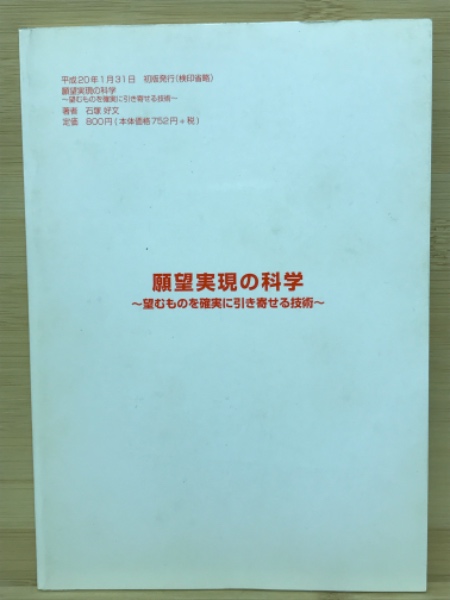 平成20年1月31日 初版発行(検印省略)
願望実現の科学
～望むものを確実に引き寄せる技術～
著者 石塚 好文
定価 800円(本体価格752円+税)
願望実現の科学
～望むものを確実に引き寄せる技術～